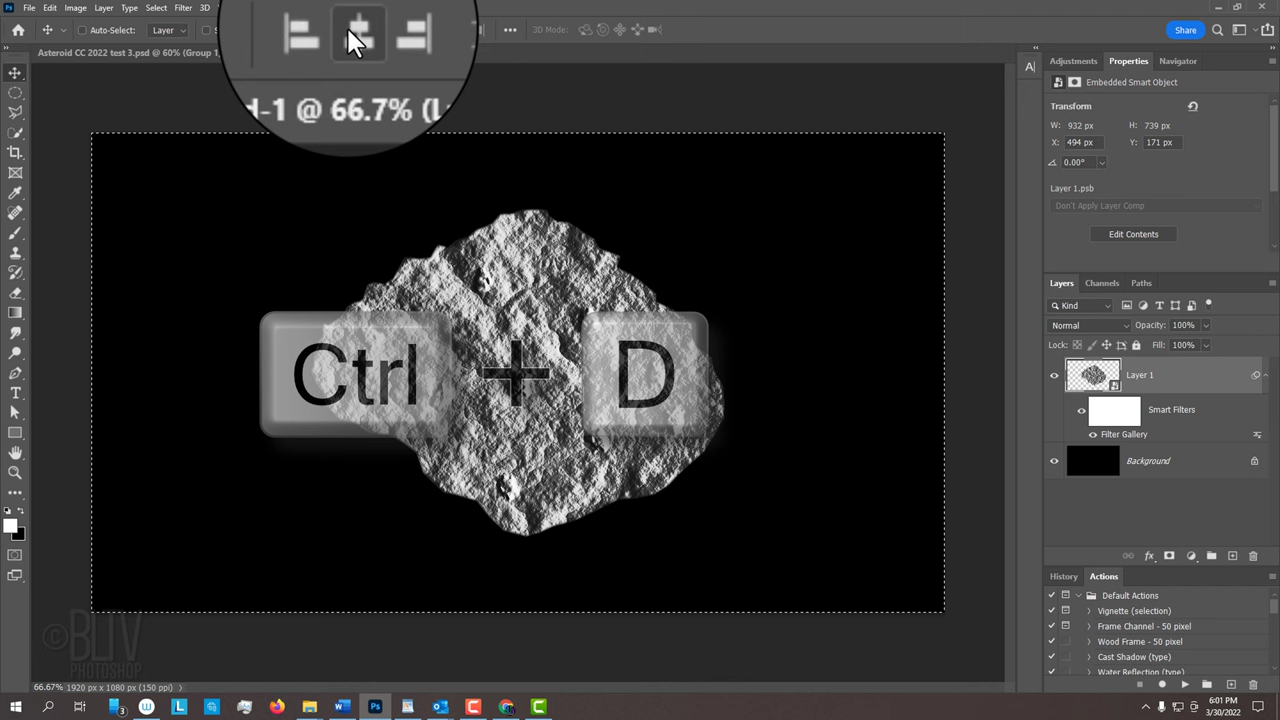 Ps File Edit Image Layer Type Select Filter 3D
Auto-Select: Layer
3D Mode:
Share
Asteroid CC 2022 test 3.psd @ 60% (Group 1
d-1 @ 66.7% (L
Adjustments Properties Navigator
A|
Embedded Smart Object
Transform
W: 932 px H: 739 px
X: 494 px Y: 171 px
0.00°
Layer 1.psb
Don't Apply Layer Comp
Edit Contents
Layers Channels Paths
Kind
Normal Opacity: 100%
Lock: Fill: 100%
Layer 1
Smart Filters
Filter Gallery
Background
Ctrl + D
History Actions
Default Actions
Vignette (selection)
Frame Channel - 50 pixel
Wood Frame - 50 pixel
Cast Shadow (type)
Water Reflection (type)
©BLIV
PHOTOSHOP
66.67% 1920 px x 1080 px (150 ppi)
6:01 PM
3/30/2022